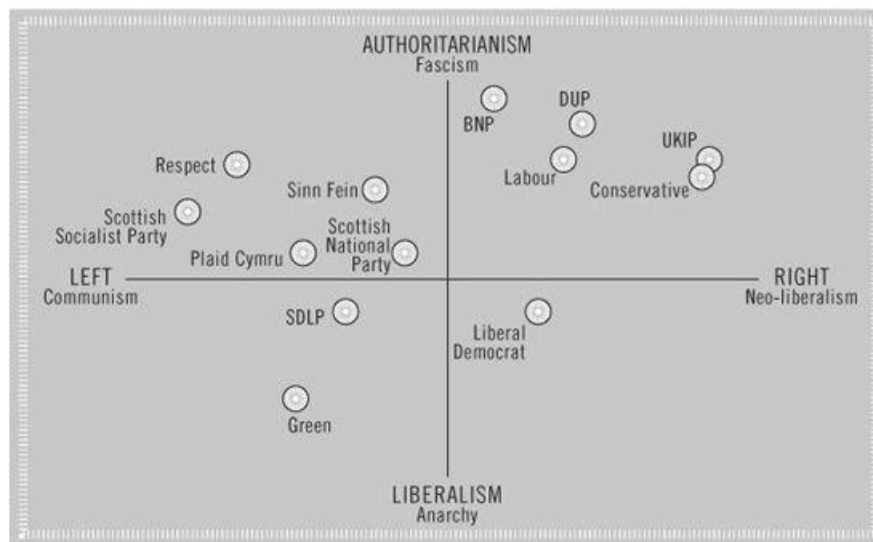 AUTHORITARIANISM
Fascism
BNP
DUP
UKIP
Respect
Labour
Conservative
Sinn Fein
Scottish
Socialist Party
Scottish
National
Party
Plaid Cymru
LEFT
Communism
RIGHT
Neo-liberalism
SDLP
Liberal
Democrat
Green
LIBERALISM
Anarchy